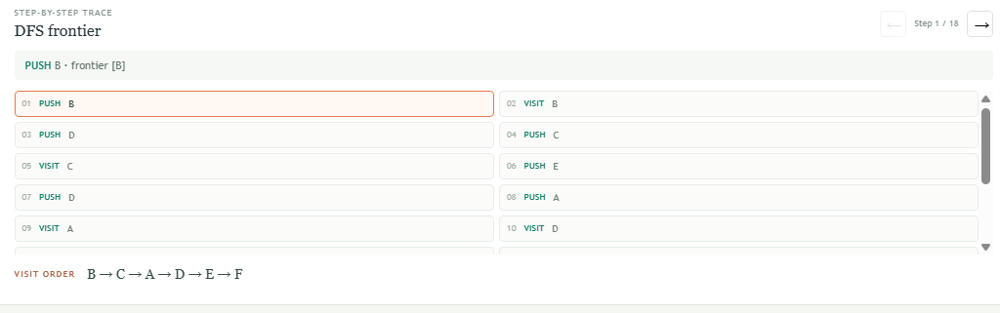 STEP-BY-STEP TRACE
DFS frontier
← Step 1 / 18 →
PUSH B · frontier [B]
01 PUSH B
02 VISIT B
03 PUSH D
04 PUSH C
05 VISIT C
06 PUSH E
07 PUSH D
08 PUSH A
09 VISIT A
10 VISIT D
VISIT ORDER B → C → A → D → E → F